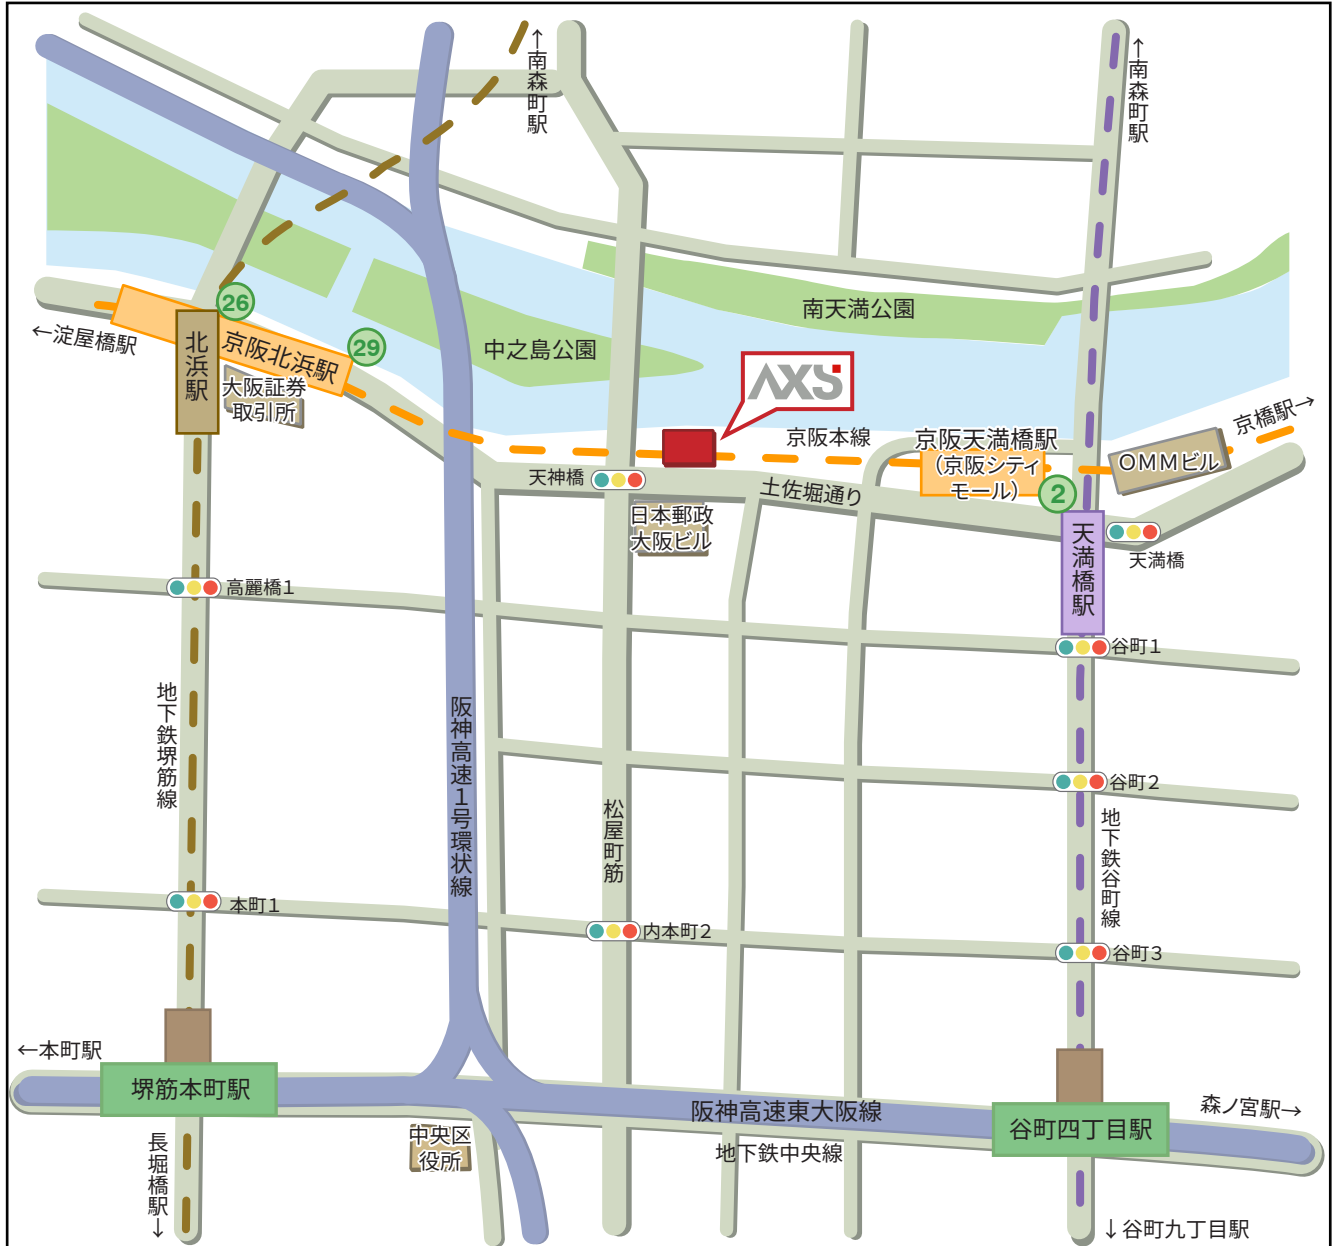 ↑南森町駅
↑南森町駅
南天満公園
中之島公園
26
29
←淀屋橋駅
北浜駅
京阪北浜駅
大阪証券
取引所
AXS
京阪本線
京阪天満橋駅
(京阪シティ
モール)
OMMビル
京橋駅→
天神橋
土佐堀通り
2
日本郵政
大阪ビル
天満橋駅
天満橋
高麗橋1
谷町1
地下鉄堺筋線
阪神高速1号環状線
松屋町筋
谷町2
地下鉄谷町線
本町1
内本町2
谷町3
←本町駅
堺筋本町駅
阪神高速東大阪線
森ノ宮駅→
谷町四丁目駅
中央区
役所
地下鉄中央線
長堀橋駅→
↓谷町九丁目駅